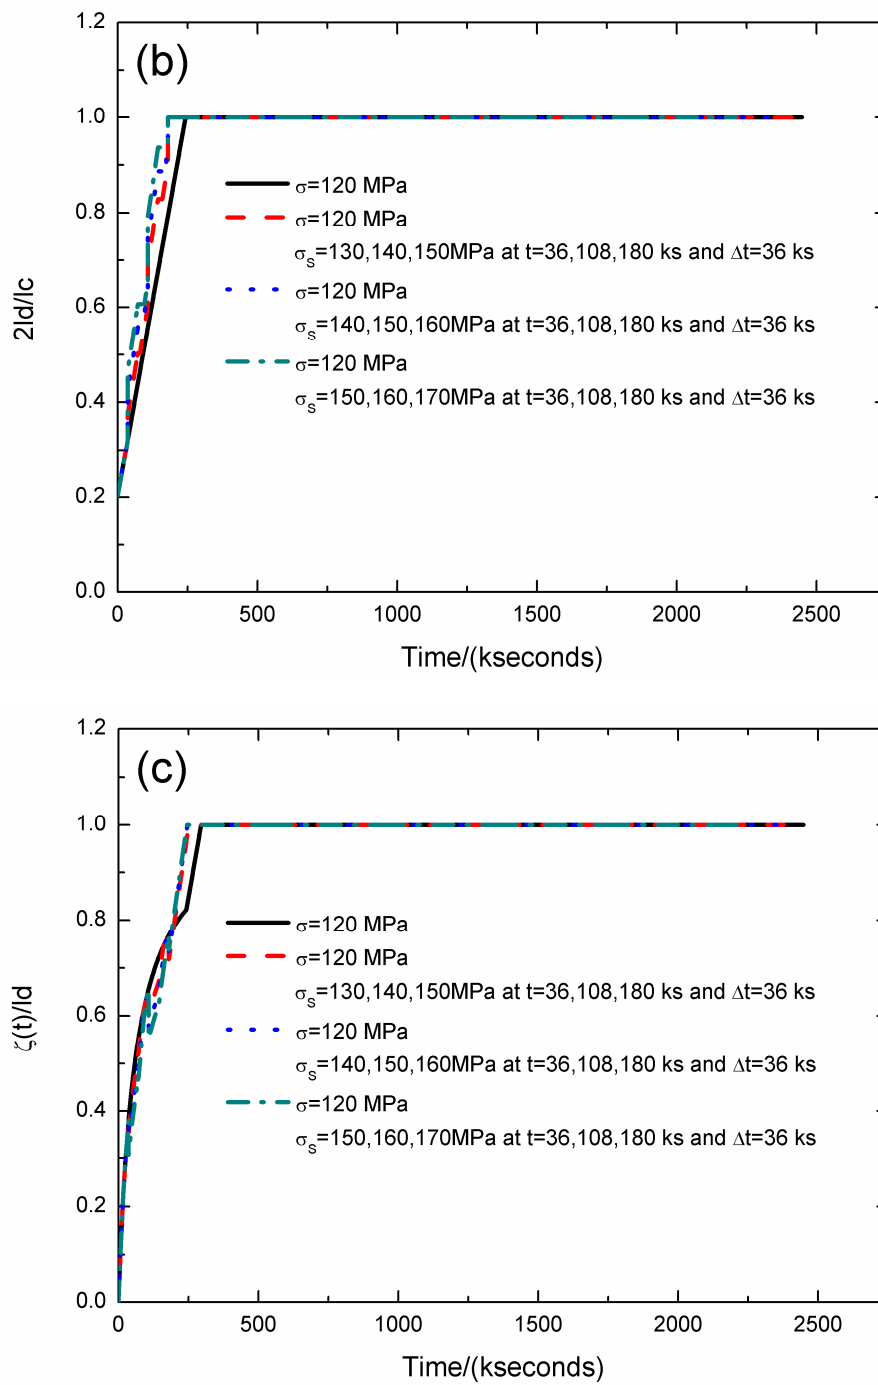 (b)
1.2
1.0
0.8
0.6
0.4
0.2
0.0
2ld/lc
σ=120 MPa
σ=120 MPa
σS=130,140,150MPa at t=36,108,180 ks and Δt=36 ks
σ=120 MPa
σS=140,150,160MPa at t=36,108,180 ks and Δt=36 ks
σ=120 MPa
σS=150,160,170MPa at t=36,108,180 ks and Δt=36 ks
0 500 1000 1500 2000 2500
Time/(kseconds)
(c)
1.2
1.0
0.8
0.6
0.4
0.2
0.0
ζ(t)/ld
σ=120 MPa
σ=120 MPa
σS=130,140,150MPa at t=36,108,180 ks and Δt=36 ks
σ=120 MPa
σS=140,150,160MPa at t=36,108,180 ks and Δt=36 ks
σ=120 MPa
σS=150,160,170MPa at t=36,108,180 ks and Δt=36 ks
0 500 1000 1500 2000 2500
Time/(kseconds)